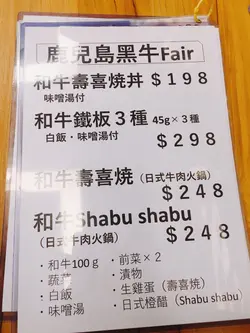 鹿兒島黑牛Fair
和牛壽喜燒丼 $198
味噌湯付
和牛鐵板3種 45g×3種
白飯・味噌湯付
$298
和牛壽喜燒 (日式牛肉火鍋)
$248
和牛Shabu shabu
(日式牛肉火鍋) $248
・和牛100g ・前菜×2
・蔬菜 ・漬物
・白飯 ・生雞蛋(壽喜燒)
・味噌湯 ・日式橙醋(Shabu shabu)